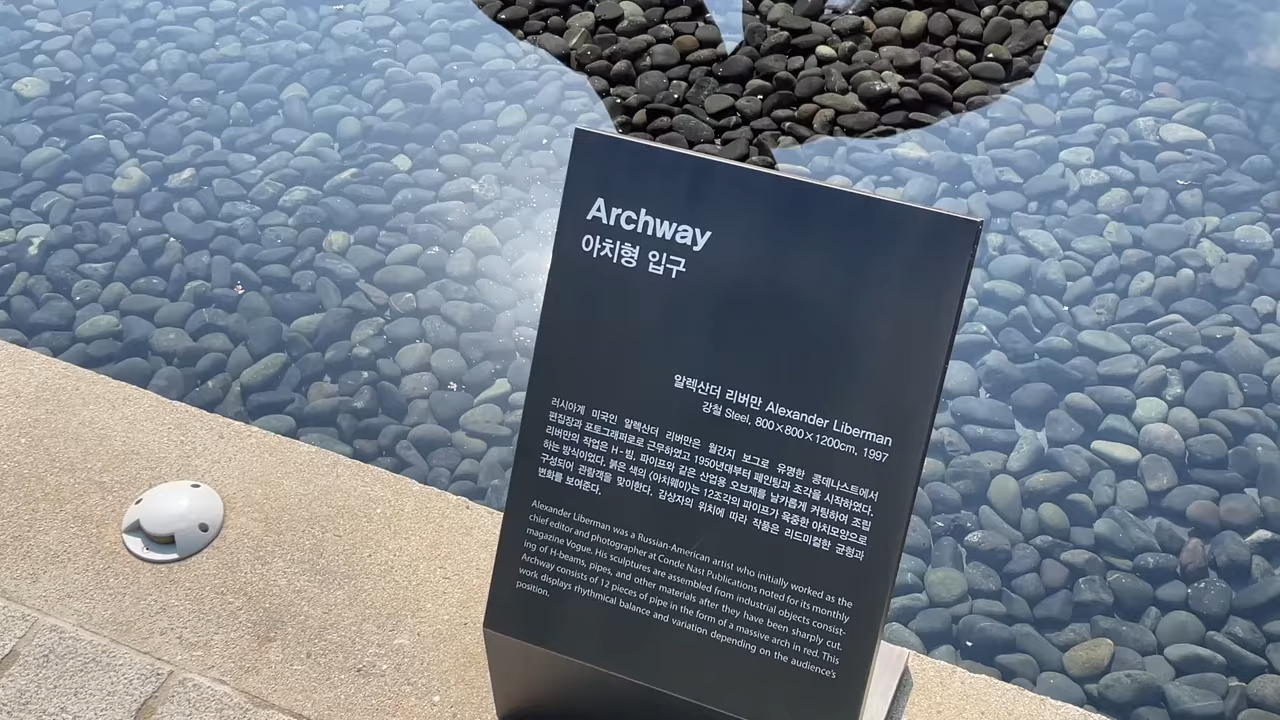 Archway
아치형 입구
알렉산더 리버만 Alexander Liberman
강철 Steel, 800×800×1200cm, 1997
러시아계 미국인 알렉산더 리버만은 월간지 보그로 유명한 콩데나스트에서
편집장과 포토그래퍼로로 근무하였고 1950년대부터 페인팅과 조각을 시작하였다.
리버만의 작업은 H-빔, 파이프와 같은 산업용 오브제를 날카롭게 커팅하여 조립
하는 방식이었다. 붉은 색의 〈아치웨이〉는 12조각의 파이프가 육중한 아치모양으로
구성되어 관람객을 맞이한다. 감상자의 위치에 따라 작품은 리드미컬한 균형과
변화를 보여준다.
Alexander Liberman was a Russian-American artist who initially worked as the
chief editor and photographer at Conde Nast Publications noted for its monthly
magazine Vogue. His sculptures are assembled from industrial objects consist-
ing of H-beams, pipes, and other materials after they have been sharply cut.
Archway consists of 12 pieces of pipe in the form of a massive arch in red. This
work displays rhythmical balance and variation depending on the audience's
position.